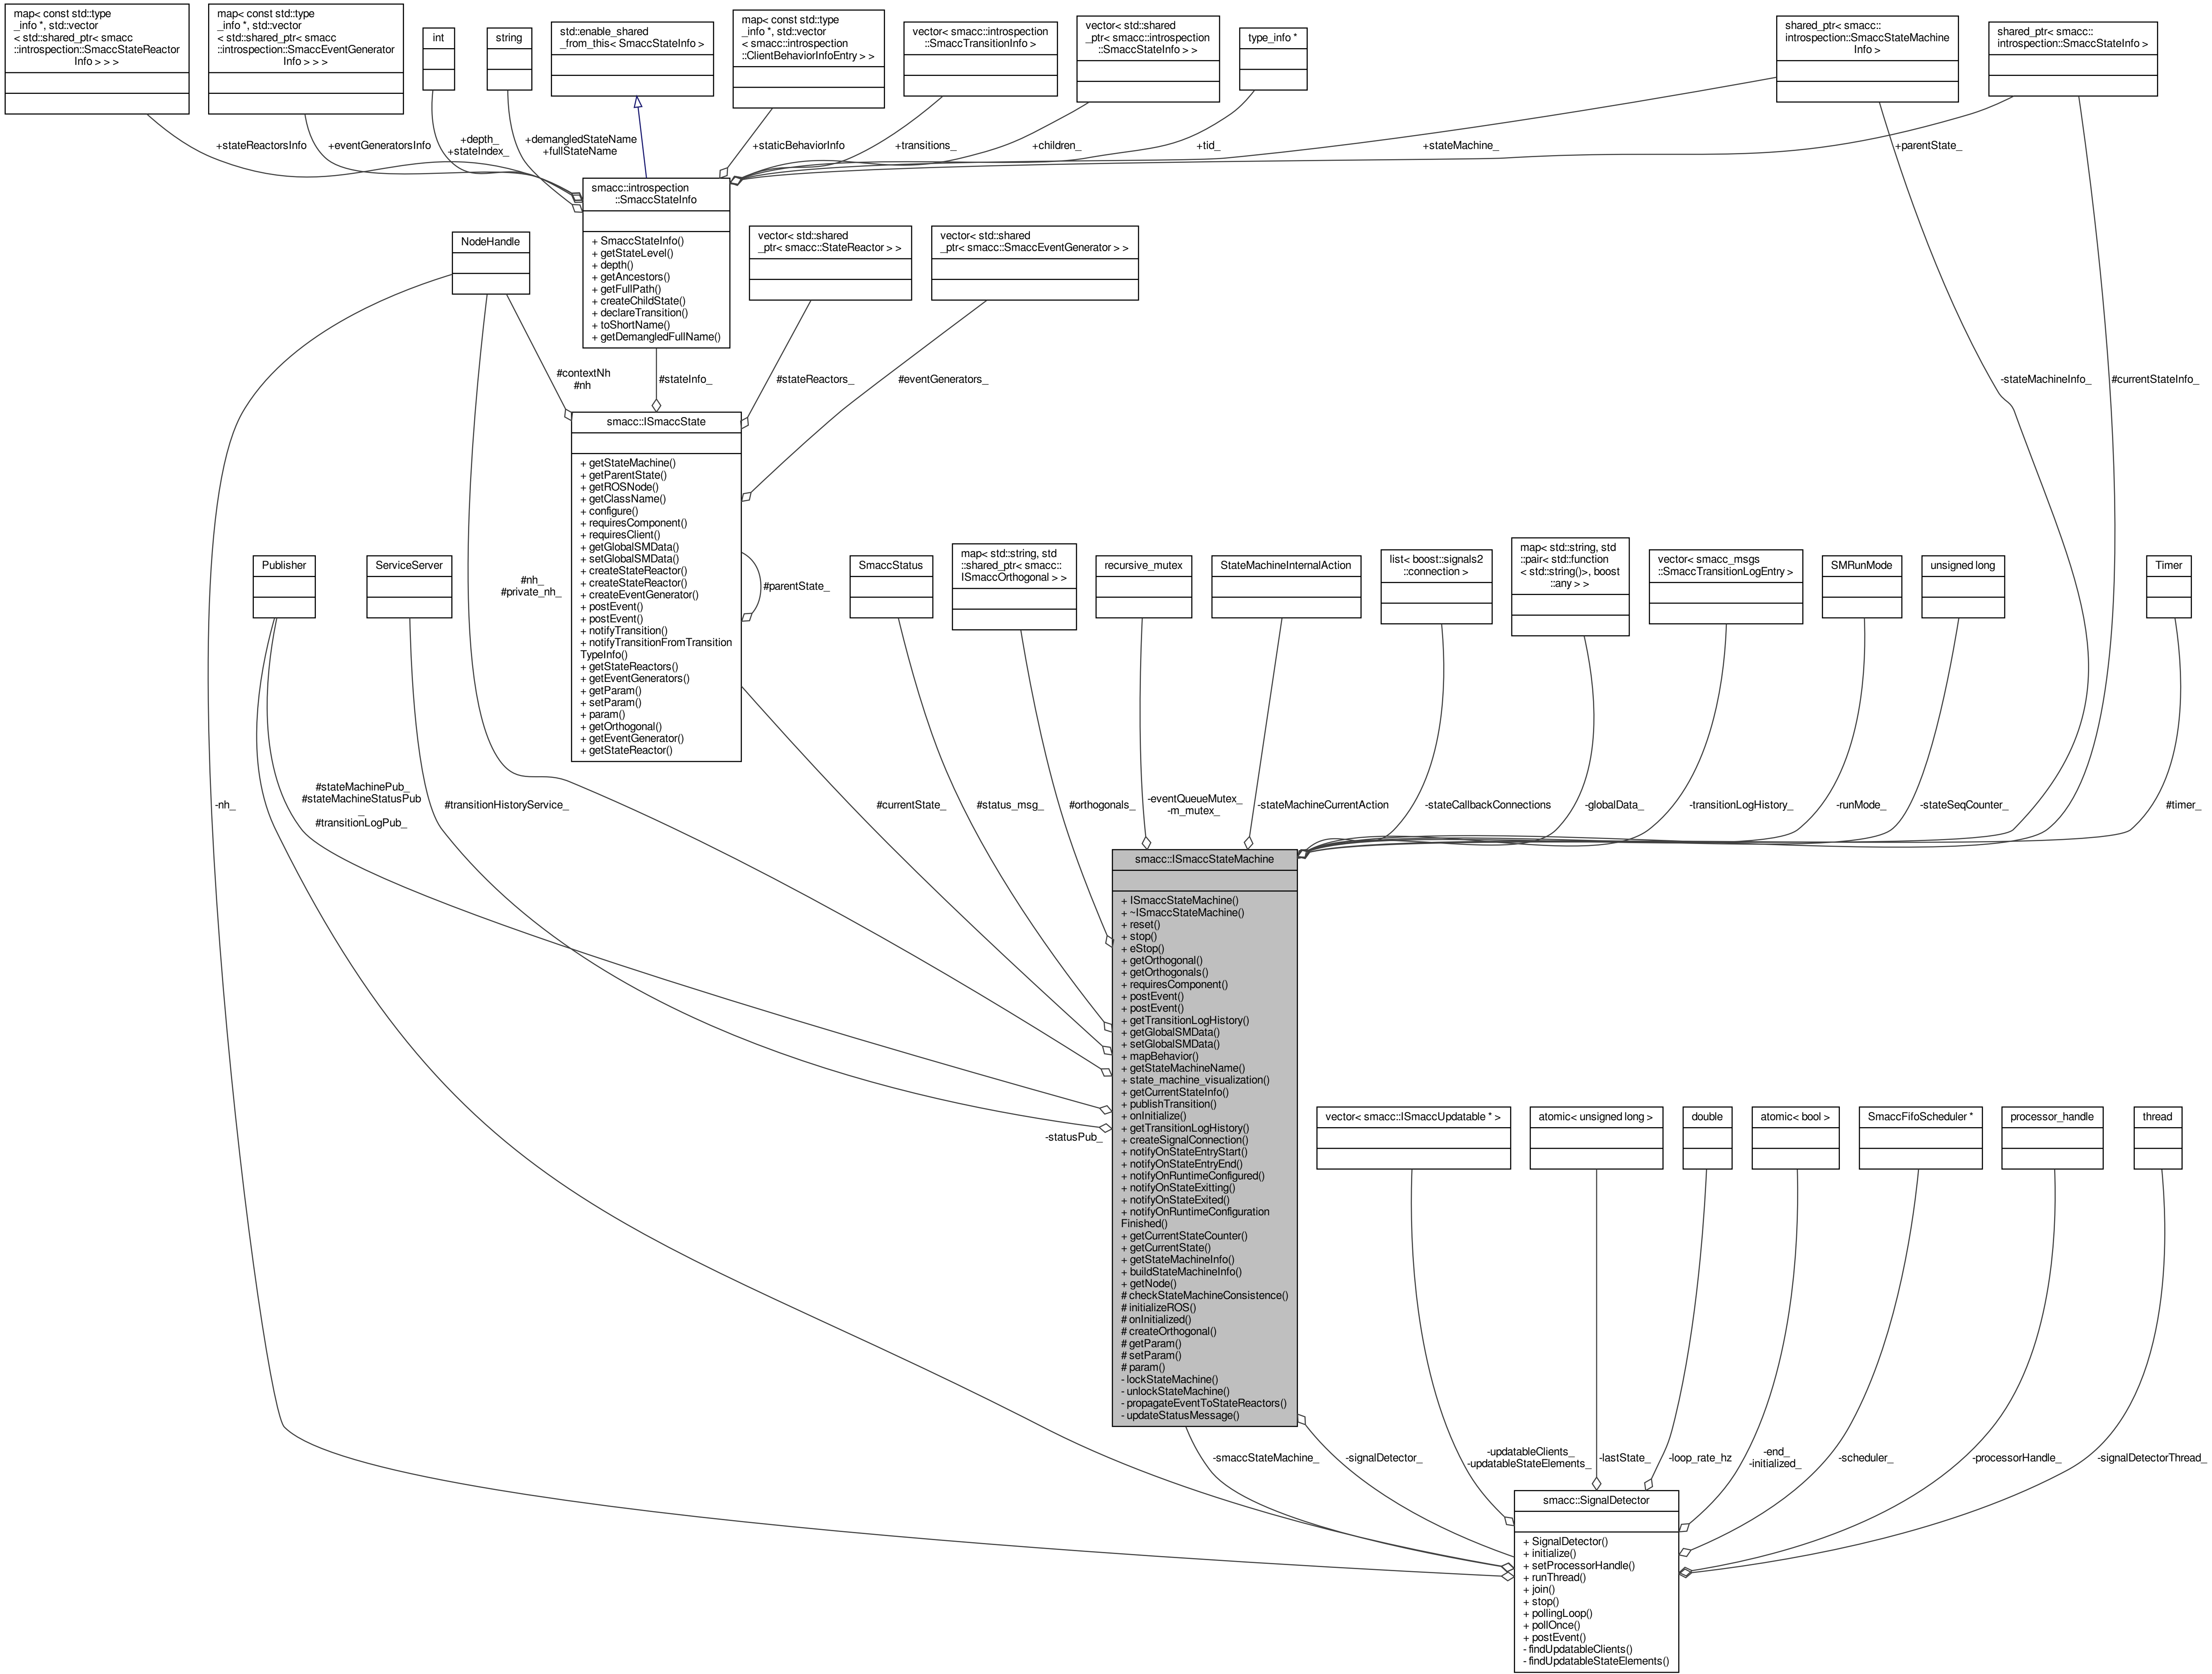 map< const std::type
_info *, std::vector
< std::shared_ptr< smacc
::introspection::SmaccStateReactor
Info > > >
map< const std::type
_info *, std::vector
< std::shared_ptr< smacc
::introspection::SmaccEventGenerator
Info > > >
int
string
std::enable_shared
_from_this< SmaccStateInfo >
map< const std::type
_info *, std::vector
< smacc::introspection
::ClientBehaviorInfoEntry > >
vector< smacc::introspection
::SmaccTransitionInfo >
vector< std::shared
_ptr< smacc::introspection
::SmaccStateInfo > >
type_info *
shared_ptr< smacc::
introspection::SmaccStateMachine
Info >
shared_ptr< smacc::
introspection::SmaccStateInfo >
+stateReactorsInfo
+eventGeneratorsInfo
+depth_
+stateIndex_
+demangledStateName
+fullStateName
+staticBehaviorInfo
+transitions_
+children_
+tid_
+stateMachine_
+parentState_
smacc::introspection
::SmaccStateInfo
+ SmaccStateInfo()
+ getStateLevel()
+ depth()
+ getAncestors()
+ getFullPath()
+ createChildState()
+ declareTransition()
+ toShortName()
+ getDemangledFullName()
NodeHandle
vector< std::shared
_ptr< smacc::StateReactor > >
vector< std::shared
_ptr< smacc::SmaccEventGenerator > >
#contextNh
#nh
#stateInfo_
#stateReactors_
#eventGenerators_
-stateMachineInfo_
#currentStateInfo_
smacc::ISmaccState
+ getStateMachine()
+ getParentState()
+ getROSNode()
+ getClassName()
+ configure()
+ requiresComponent()
+ requiresClient()
+ getGlobalSMData()
+ setGlobalSMData()
+ createStateReactor()
+ createStateReactor()
+ createEventGenerator()
+ postEvent()
+ postEvent()
+ notifyTransition()
+ notifyTransitionFromTransition
TypeInfo()
+ getStateReactors()
+ getEventGenerators()
+ getParam()
+ setParam()
+ param()
+ getOrthogonal()
+ getEventGenerator()
+ getStateReactor()
#nh_
#private_nh_
#parentState_
Publisher
ServiceServer
SmaccStatus
map< std::string, std
::shared_ptr< smacc::
ISmaccOrthogonal > >
recursive_mutex
StateMachineInternalAction
list< boost::signals2
::connection >
map< std::string, std
::pair< std::function
< std::string()>, boost
::any > >
vector< smacc_msgs
::SmaccTransitionLogEntry >
SMRunMode
unsigned long
Timer
-nh_
#stateMachinePub_
#stateMachineStatusPub
_
#transitionLogPub_
#transitionHistoryService_
#currentState_
#status_msg_
#orthogonals_
-eventQueueMutex_
-m_mutex_
-stateMachineCurrentAction
-stateCallbackConnections
-globalData_
-transitionLogHistory_
-runMode_
-stateSeqCounter_
#timer_
smacc::ISmaccStateMachine
+ ISmaccStateMachine()
+ ~ISmaccStateMachine()
+ reset()
+ stop()
+ eStop()
+ getOrthogonal()
+ getOrthogonals()
+ requiresComponent()
+ postEvent()
+ postEvent()
+ getTransitionLogHistory()
+ getGlobalSMData()
+ setGlobalSMData()
+ mapBehavior()
+ getStateMachineName()
+ state_machine_visualization()
+ getCurrentStateInfo()
+ publishTransition()
+ onInitialize()
+ getTransitionLogHistory()
+ createSignalConnection()
+ notifyOnStateEntryStart()
+ notifyOnStateEntryEnd()
+ notifyOnRuntimeConfigured()
+ notifyOnStateExitting()
+ notifyOnStateExited()
+ notifyOnRuntimeConfiguration
Finished()
+ getCurrentStateCounter()
+ getCurrentState()
+ getStateMachineInfo()
+ buildStateMachineInfo()
+ getNode()
# checkStateMachineConsistence()
# initializeROS()
# onInitialized()
# createOrthogonal()
# getParam()
# setParam()
# param()
- lockStateMachine()
- unlockStateMachine()
- propagateEventToStateReactors()
- updateStatusMessage()
-statusPub_
vector< smacc::ISmaccUpdatable * >
atomic< unsigned long >
double
atomic< bool >
SmaccFifoScheduler *
processor_handle
thread
-smaccStateMachine_
-signalDetector_
-updatableClients_
-updatableStateElements_
-lastState_
-loop_rate_hz
-end_
-initialized_
-scheduler_
-processorHandle_
-signalDetectorThread_
smacc::SignalDetector
+ SignalDetector()
+ initialize()
+ setProcessorHandle()
+ runThread()
+ join()
+ stop()
+ pollingLoop()
+ pollOnce()
+ postEvent()
- findUpdatableClients()
- findUpdatableStateElements()